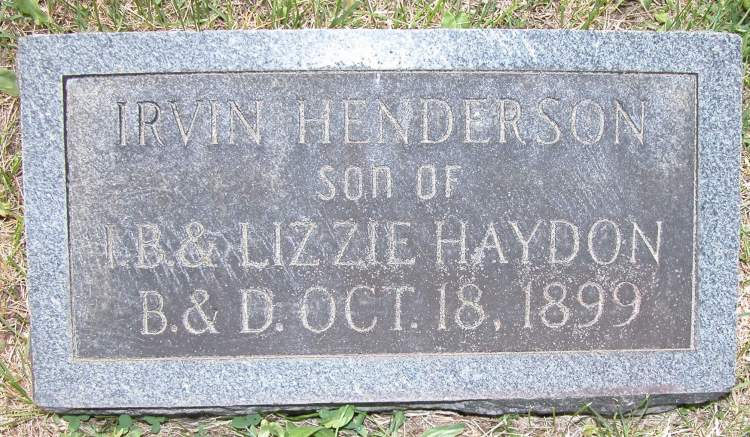 IRVIN HENDERSON
SON OF
I.B. & LIZZIE HAYDON
B. & D. OCT. 18, 1899